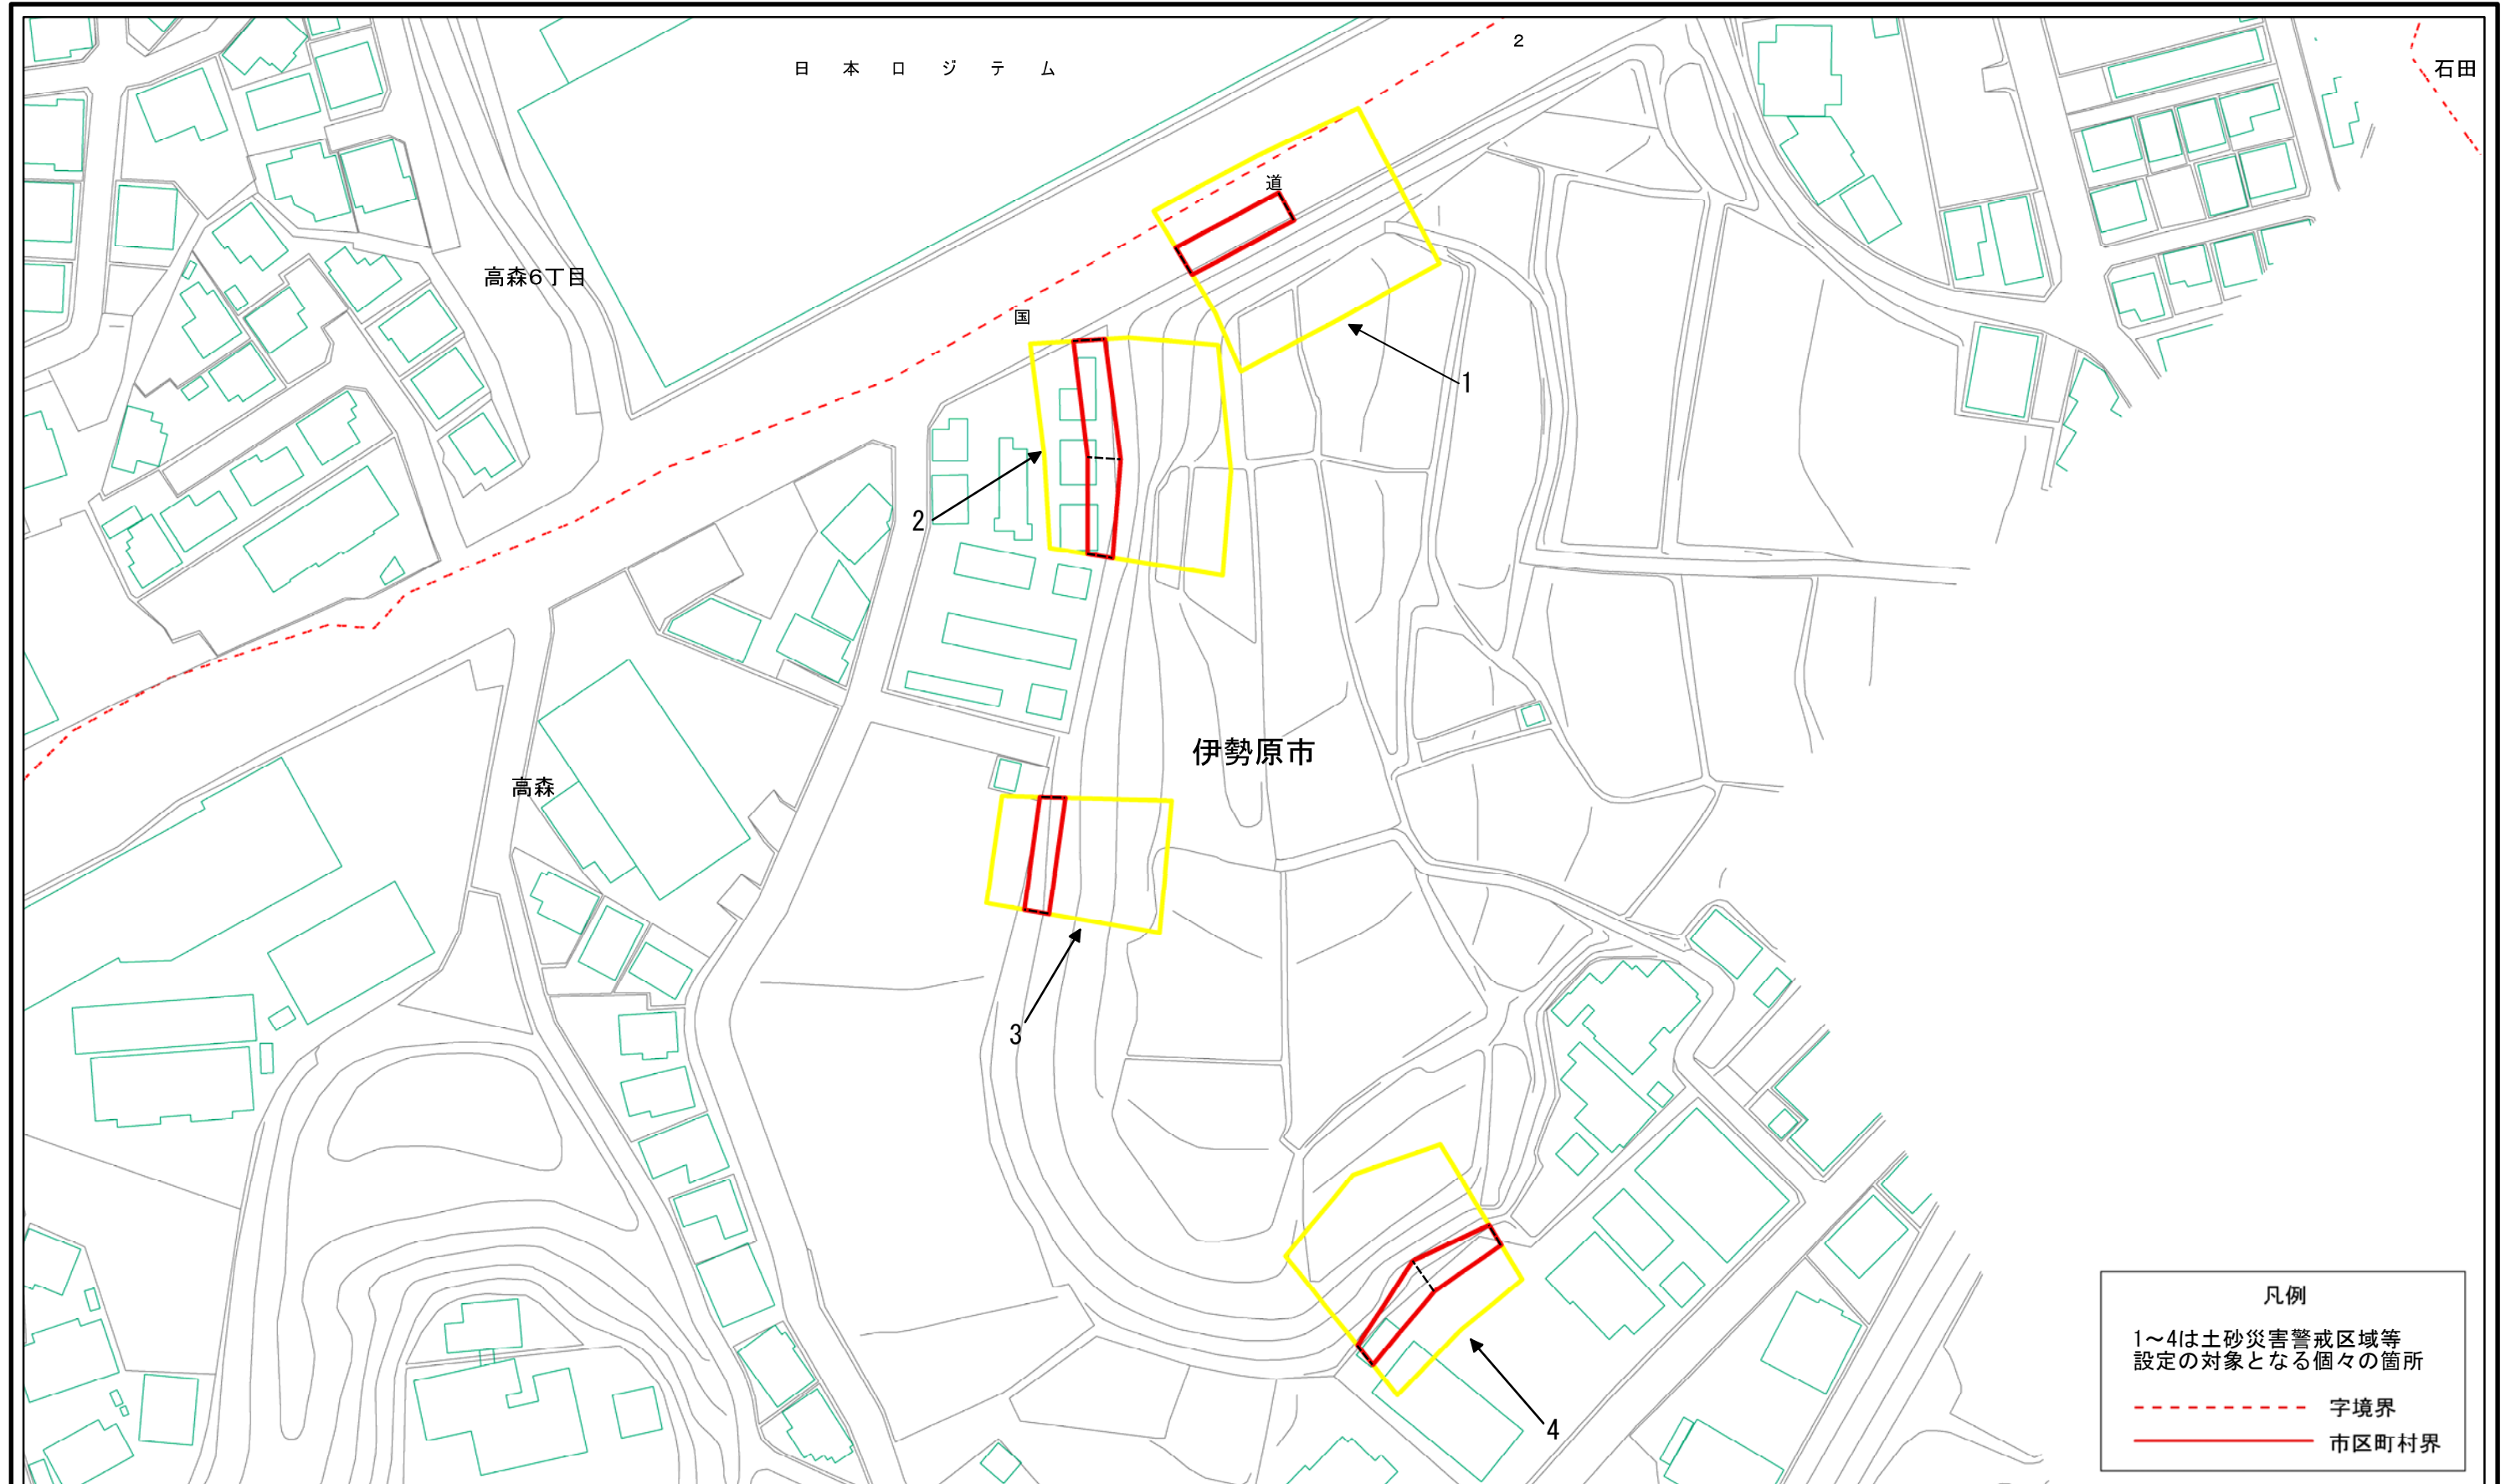 2
日本ロジテム
石田
道
高森6丁目
国
1
2
伊勢原市
高森
3
4
凡例
1～4は土砂災害警戒区域等
設定の対象となる個々の箇所
字境界
市区町村界